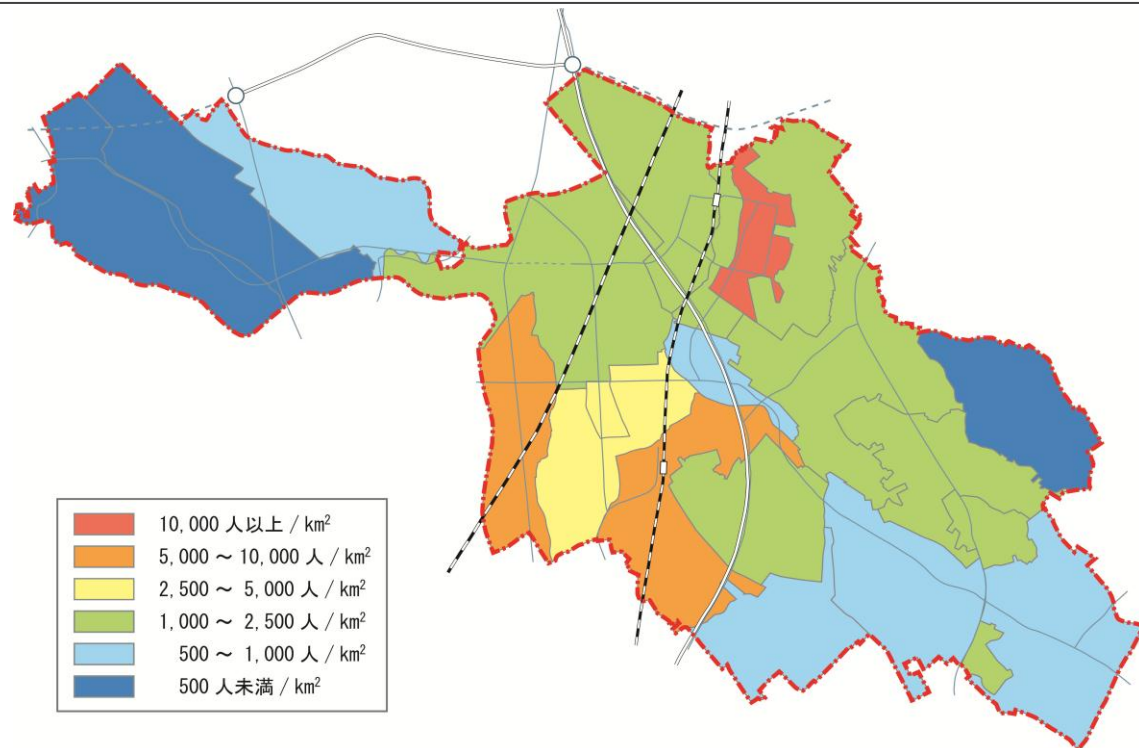 10,000 人以上 / km²
5,000 ～ 10,000 人 / km²
2,500 ～ 5,000 人 / km²
1,000 ～ 2,500 人 / km²
500 ～ 1,000 人 / km²
500 人未満 / km²